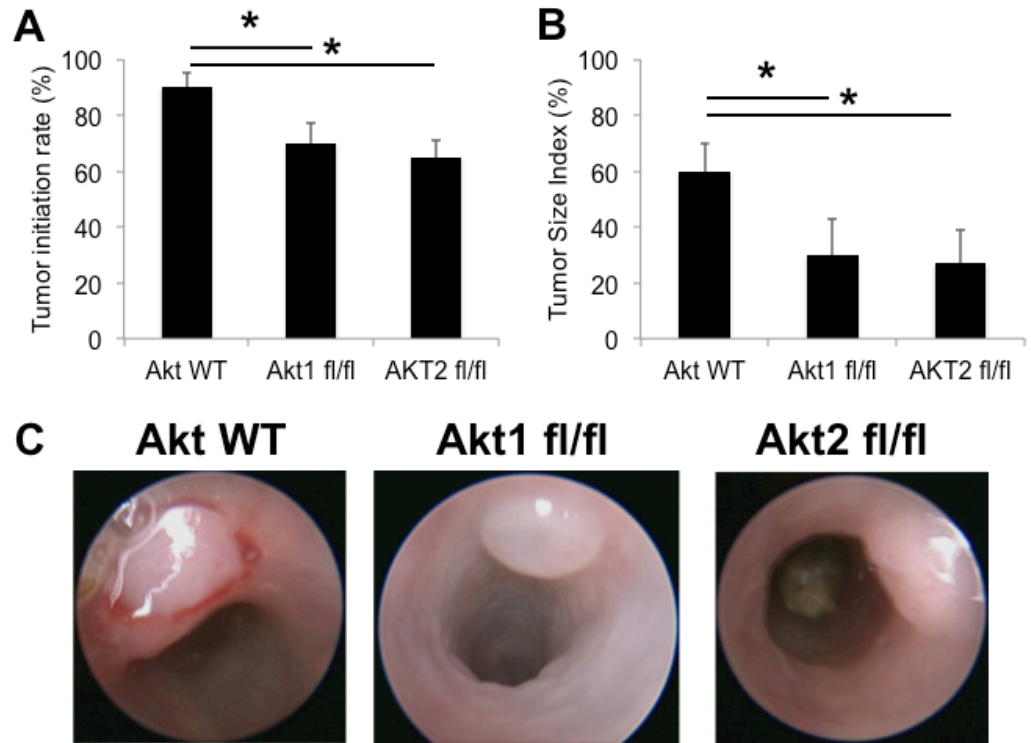 A
Tumor initiation rate (%)
100
80
60
40
20
0
*
*
Akt WT Akt1 fl/fl AKT2 fl/fl
B
Tumor Size Index (%)
100
80
60
40
20
0
*
*
Akt WT Akt1 fl/fl AKT2 fl/fl
C
Akt WT Akt1 fl/fl Akt2 fl/fl